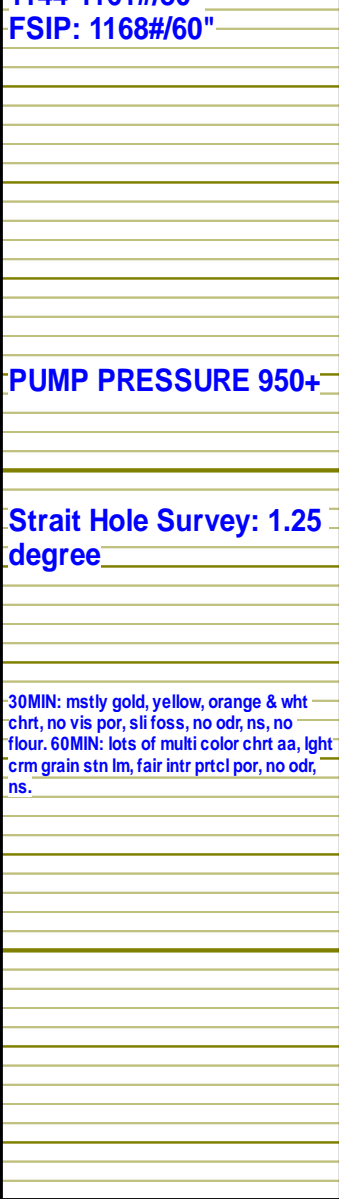 FSIP: 1168#/60"
PUMP PRESSURE 950+
Strait Hole Survey: 1.25
degree
30MIN: mstly gold, yellow, orange & wht
chrt, no vis por, sli foss, no odr, ns, no
flour. 60MIN: lots of multi color chrt aa, lght
crm grain stn lm, fair intr prtcl por, no odr,
ns.